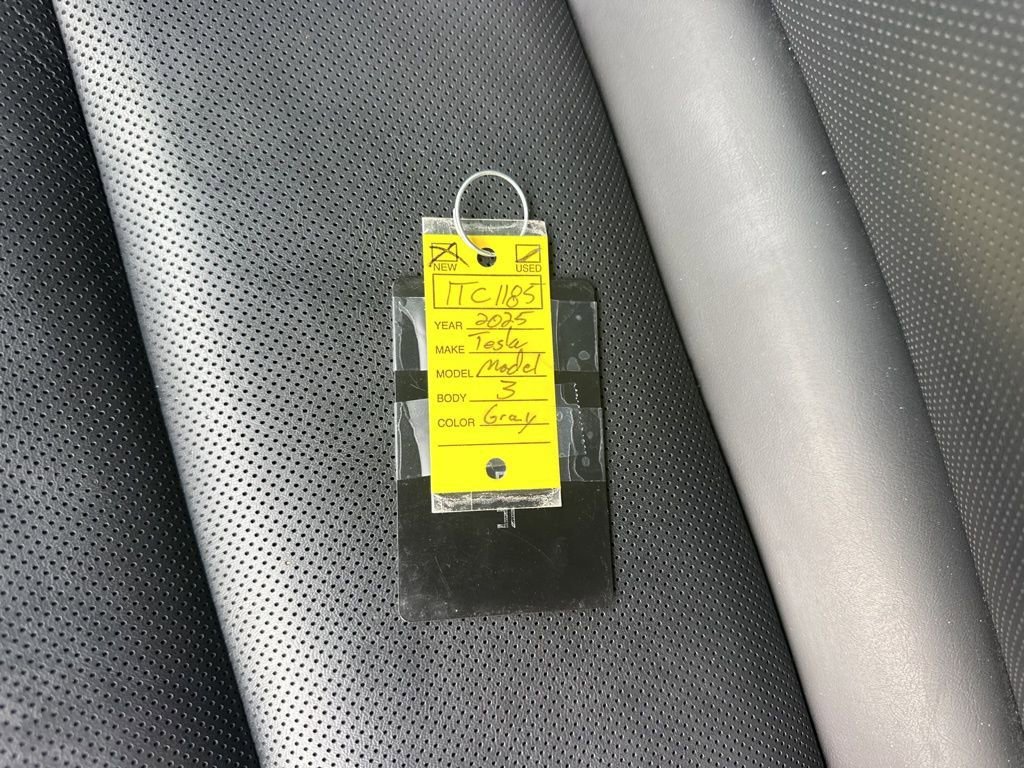 NEW USED
ITC1185
YEAR 2025
MAKE Tesla
MODEL Model
BODY 3
COLOR Gray